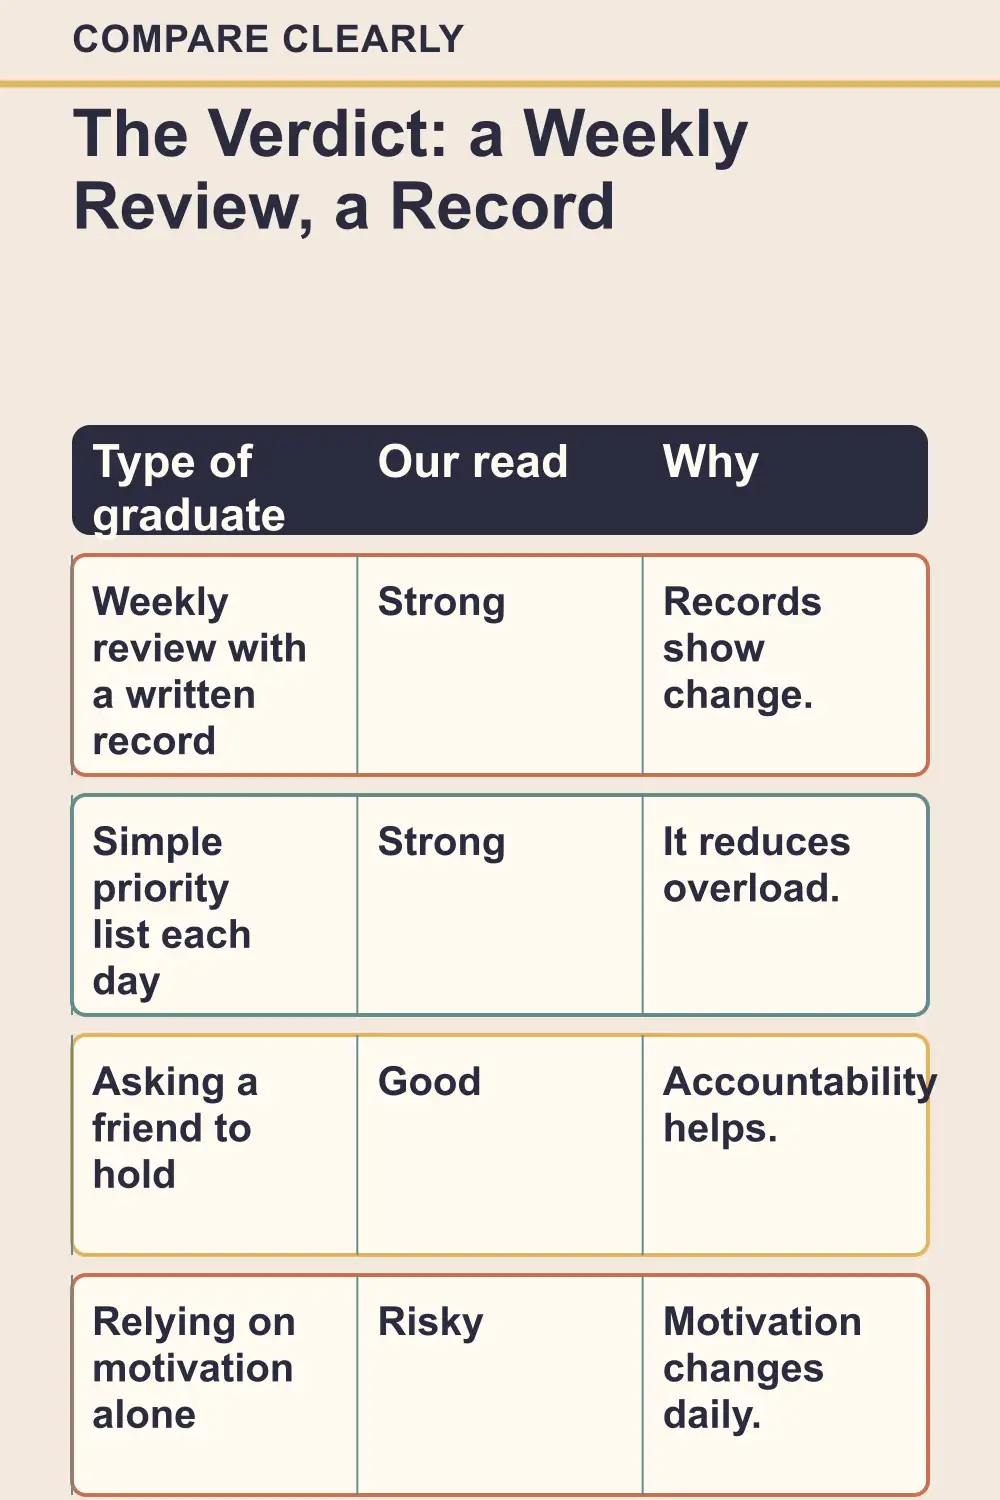 COMPARE CLEARLY
The Verdict: a Weekly
Review, a Record
Type of
graduate
Our read
Why
Weekly
review with
a written
record
Strong
Records
show
change.
Simple
priority
list each
day
Strong
It reduces
overload.
Asking a
friend to
hold
Good
Accountability
helps.
Relying on
motivation
alone
Risky
Motivation
changes
daily.